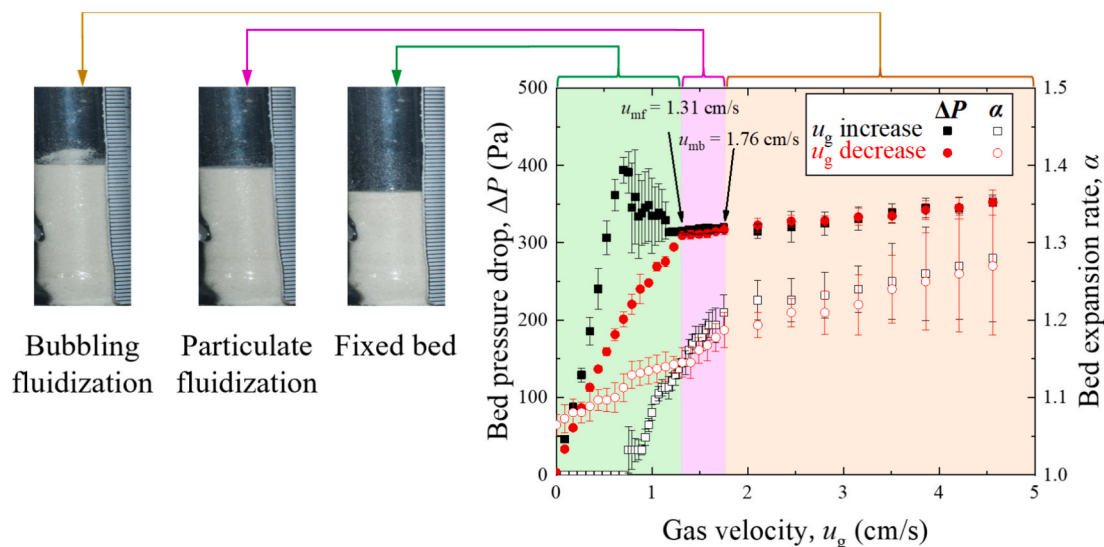 Bubbling
fluidization
Particulate
fluidization
Fixed bed
Bed pressure drop, ΔP (Pa)
500
400
300
200
100
0
u_mf = 1.31 cm/s
u_mb = 1.76 cm/s
ΔP α
u_g increase
u_g decrease
1.5
1.4
1.3
1.2
1.1
1.0
Bed expansion rate, α
0 1 2 3 4 5
Gas velocity, u_g (cm/s)